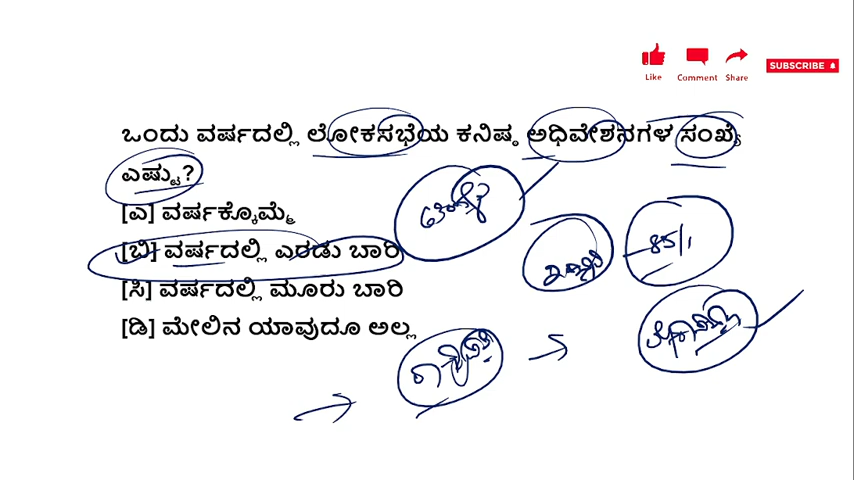 Like Comment Share SUBSCRIBE
ಒಂದು ವರ್ಷದಲ್ಲಿ ಲೋಕಸಭೆಯ ಕನಿಷ್ಠ ಅಧಿವೇಶನಗಳ ಸಂಖ್ಯೆ
ಎಷ್ಟು?
[ಎ] ವರ್ಷಕ್ಕೊಮ್ಮೆ
[ಬಿ] ವರ್ಷದಲ್ಲಿ ಎರಡು ಬಾರಿ
[ಸಿ] ವರ್ಷದಲ್ಲಿ ಮೂರು ಬಾರಿ
[ಡಿ] ಮೇಲಿನ ಯಾವುದೂ ಅಲ್ಲ
85/1